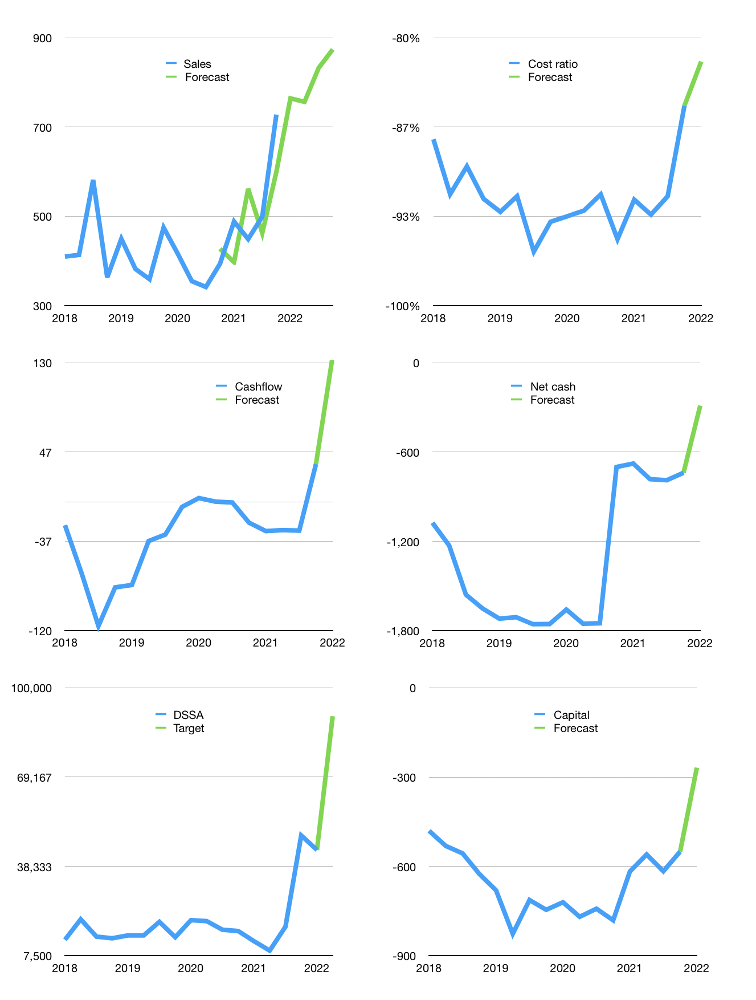 900
Sales
Forecast
700
500
300
2018 2019 2020 2021 2022
-80%
Cost ratio
Forecast
-87%
-93%
-100%
2018 2019 2020 2021 2022
130
Cashflow
Forecast
47
-37
-120
2018 2019 2020 2021 2022
0
Net cash
Forecast
-600
-1,200
-1,800
2018 2019 2020 2021 2022
100,000
DSSA
Target
69,167
38,333
7,500
2018 2019 2020 2021 2022
0
Capital
Forecast
-300
-600
-900
2018 2019 2020 2021 2022